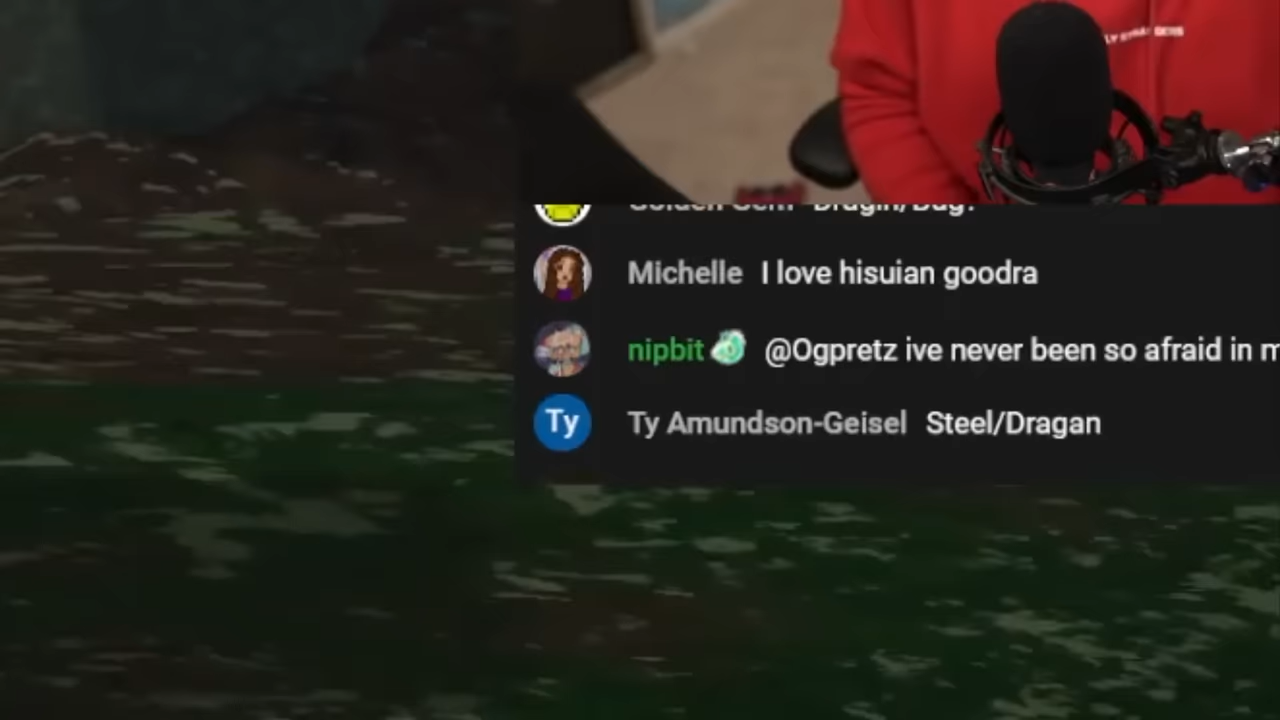 Michelle I love hisuian goodra
nipbit @Ogpretz ive never been so afraid in m
Ty Ty Amundson-Geisel Steel/Dragan